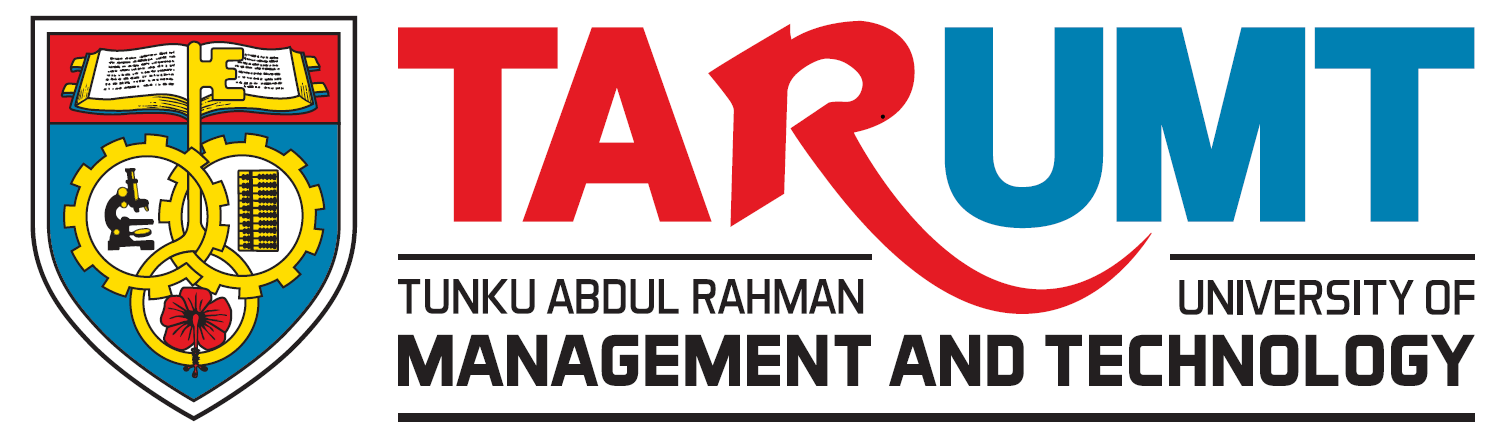 TARUMT
TUNKU ABDUL RAHMAN UNIVERSITY OF
MANAGEMENT AND TECHNOLOGY